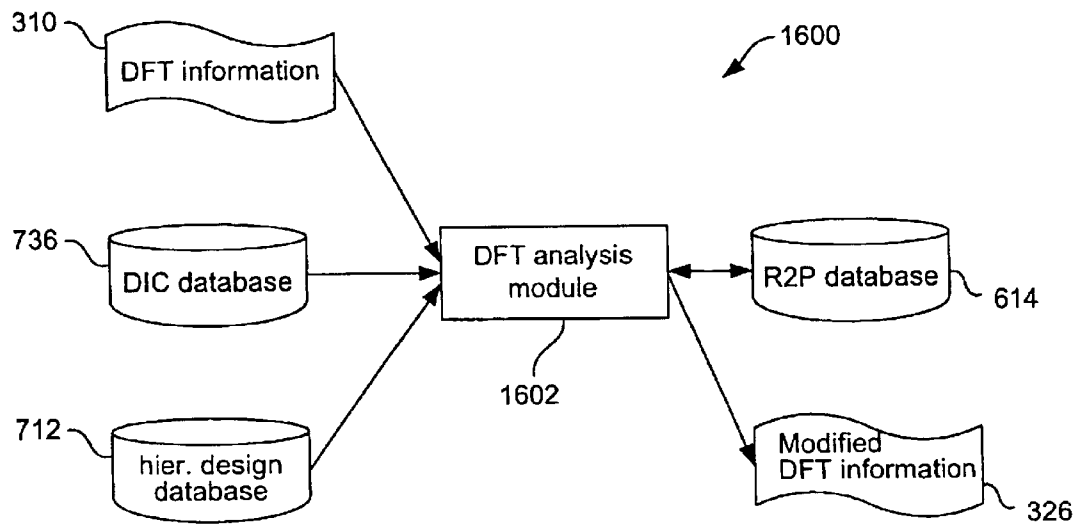 310
DFT information
1600
736
DIC database
DFT analysis
module
R2P database
614
1602
712
hier. design
database
Modified
DFT information
326